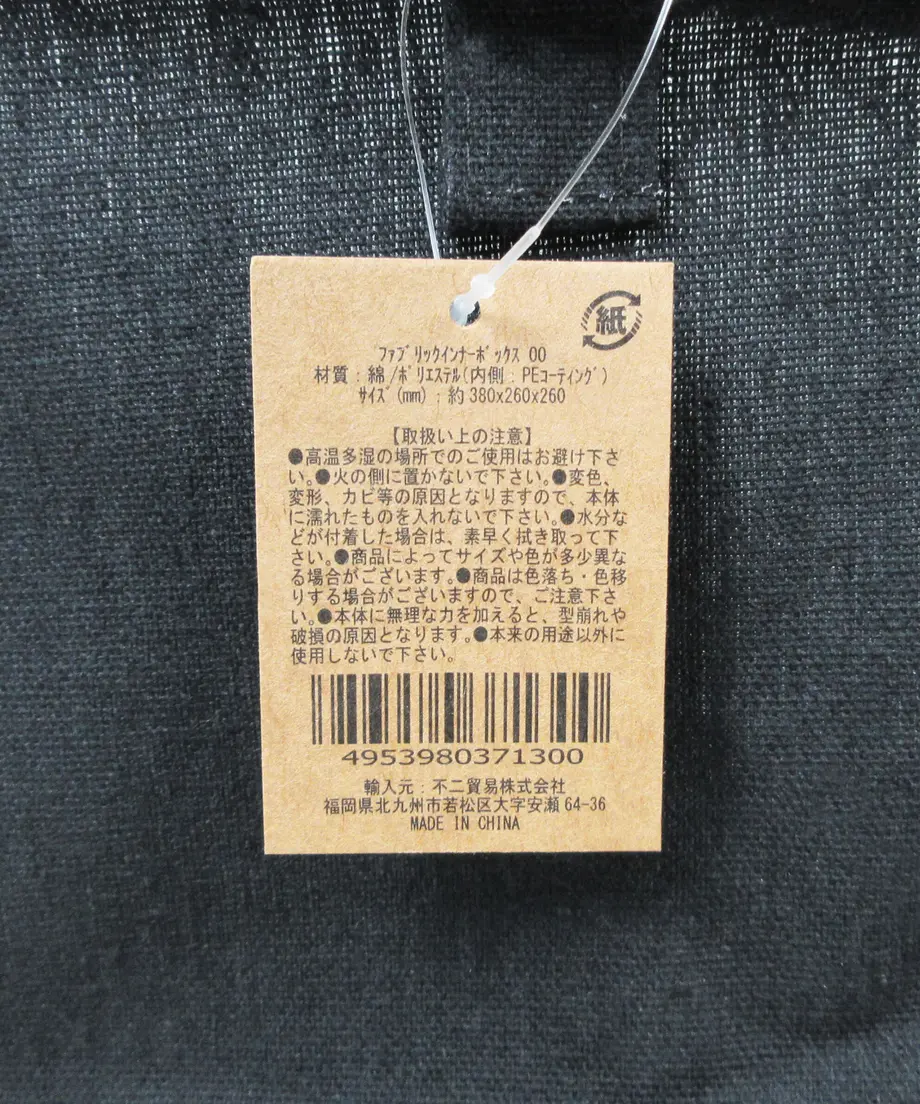 紙
ファブリックインナーボックス 00
材質：綿/ポリエステル(内側：PEコーティング)
サイズ(mm)：約380x260x260
【取扱い上の注意】
●高温多湿の場所でのご使用はお避け下さ
い。●火の側に置かないで下さい。●変色、
変形、カビ等の原因となりますので、本体
に濡れたものを入れないで下さい。●水分な
どが付着した場合は、素早く拭き取って下
さい。●商品によってサイズや色が多少異な
る場合がございます。●商品は色落ち・色移
りする場合がございますので、ご注意下さ
い。●本体に無理な力を加えると、型崩れや
破損の原因となります。●本来の用途以外に
使用しないで下さい。
4953980371300
輸入元：不二貿易株式会社
福岡県北九州市若松区大字安瀬 64-36
MADE IN CHINA